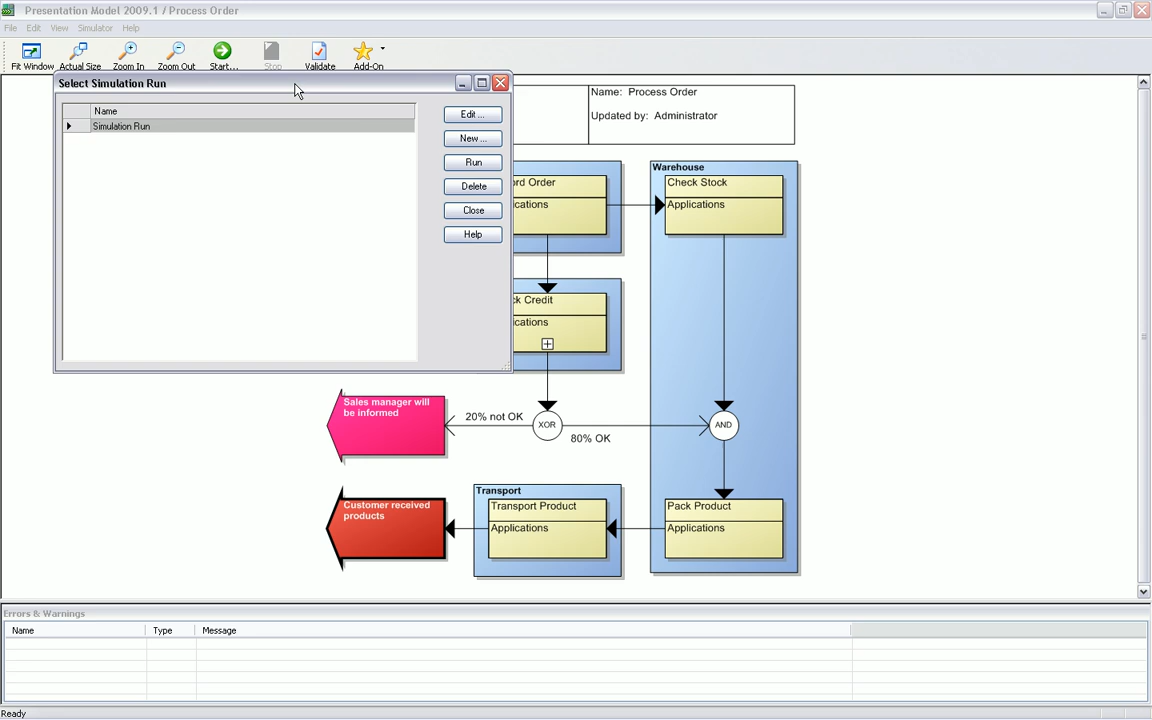 Presentation Model 2009.1 / Process Order
File Edit View Simulator Help
Fit Window Actual Size Zoom In Zoom Out Start... Stop Validate Add-On
Select Simulation Run
Name
Simulation Run
Edit ...
New ...
Run
Delete
Close
Help
Name: Process Order
Updated by: Administrator
rd Order
Applications
Warehouse
Check Stock
Applications
ck Credit
Applications
Sales manager will
be informed
20% not OK
XOR
80% OK
AND
Customer received
products
Transport
Transport Product
Applications
Pack Product
Applications
Errors & Warnings
Name Type Message
Ready